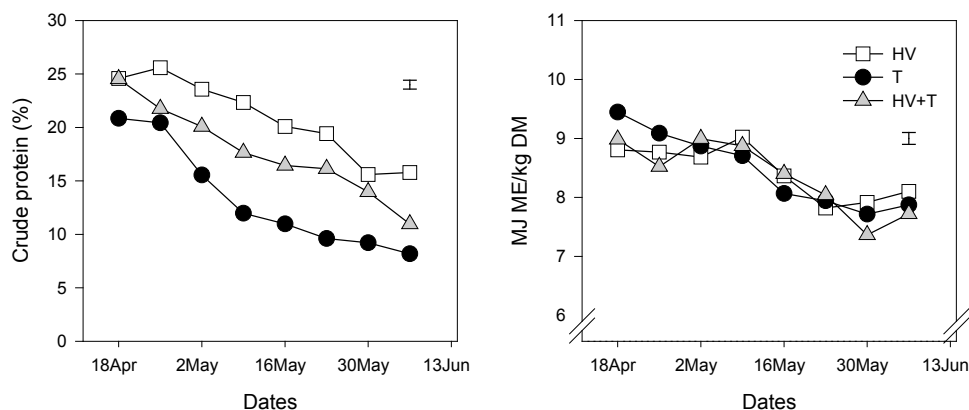 30
25
20
15
10
5
0
Crude protein (%)
18Apr 2May 16May 30May 13Jun
Dates
11
10
9
8
7
6
MJ ME/kg DM
HV
T
HV+T
18Apr 2May 16May 30May 13Jun
Dates